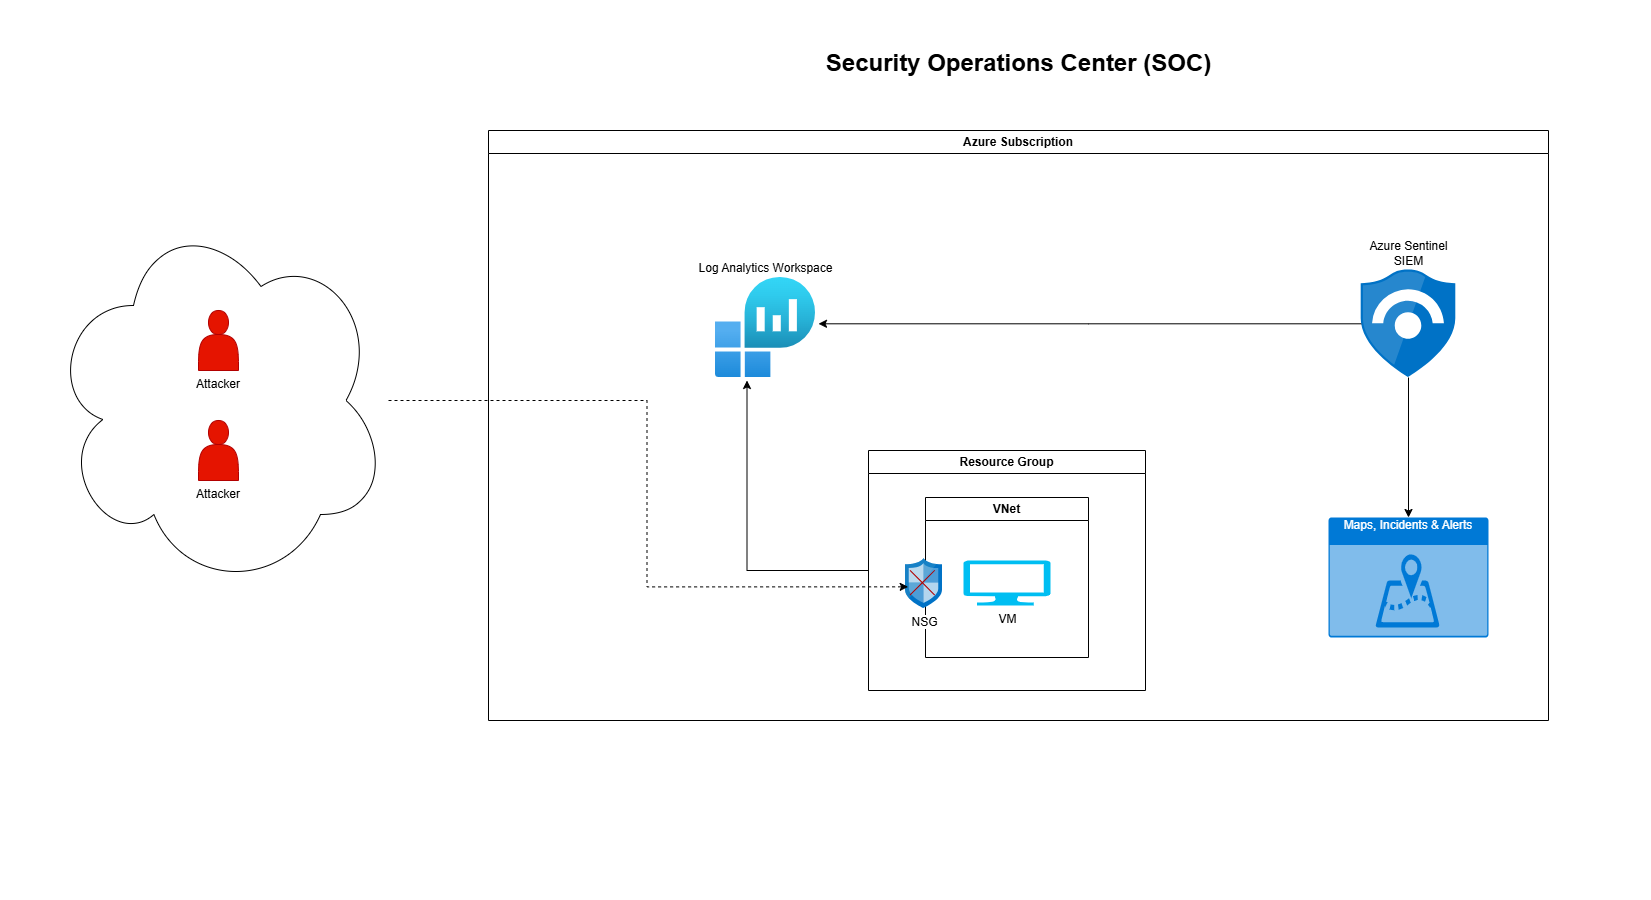 Security Operations Center (SOC)
Azure Subscription
Azure Sentinel
SIEM
Log Analytics Workspace
Attacker
Attacker
Resource Group
VNet
NSG
VM
Maps, Incidents & Alerts